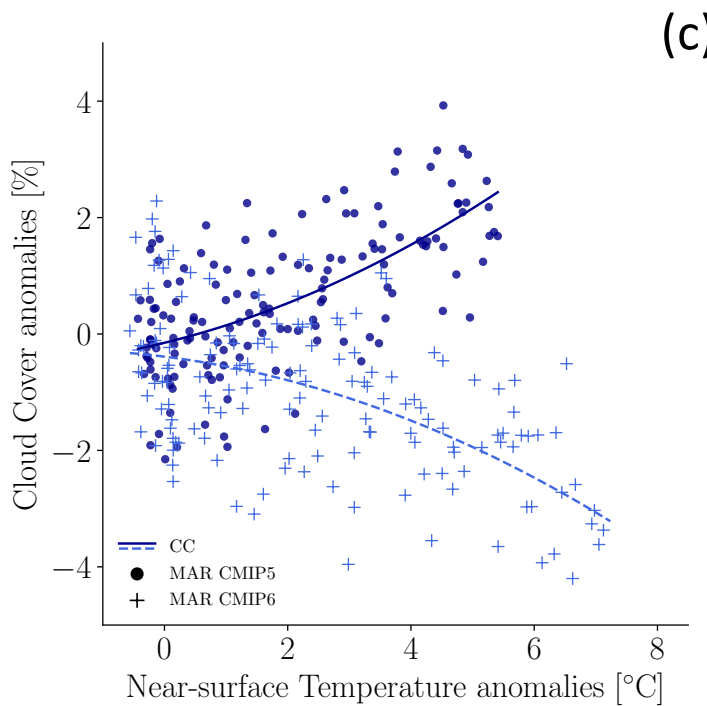 (c)
4
2
0
−2
−4
Cloud Cover anomalies [%]
CC
MAR CMIP5
MAR CMIP6
0 2 4 6 8
Near-surface Temperature anomalies [°C]